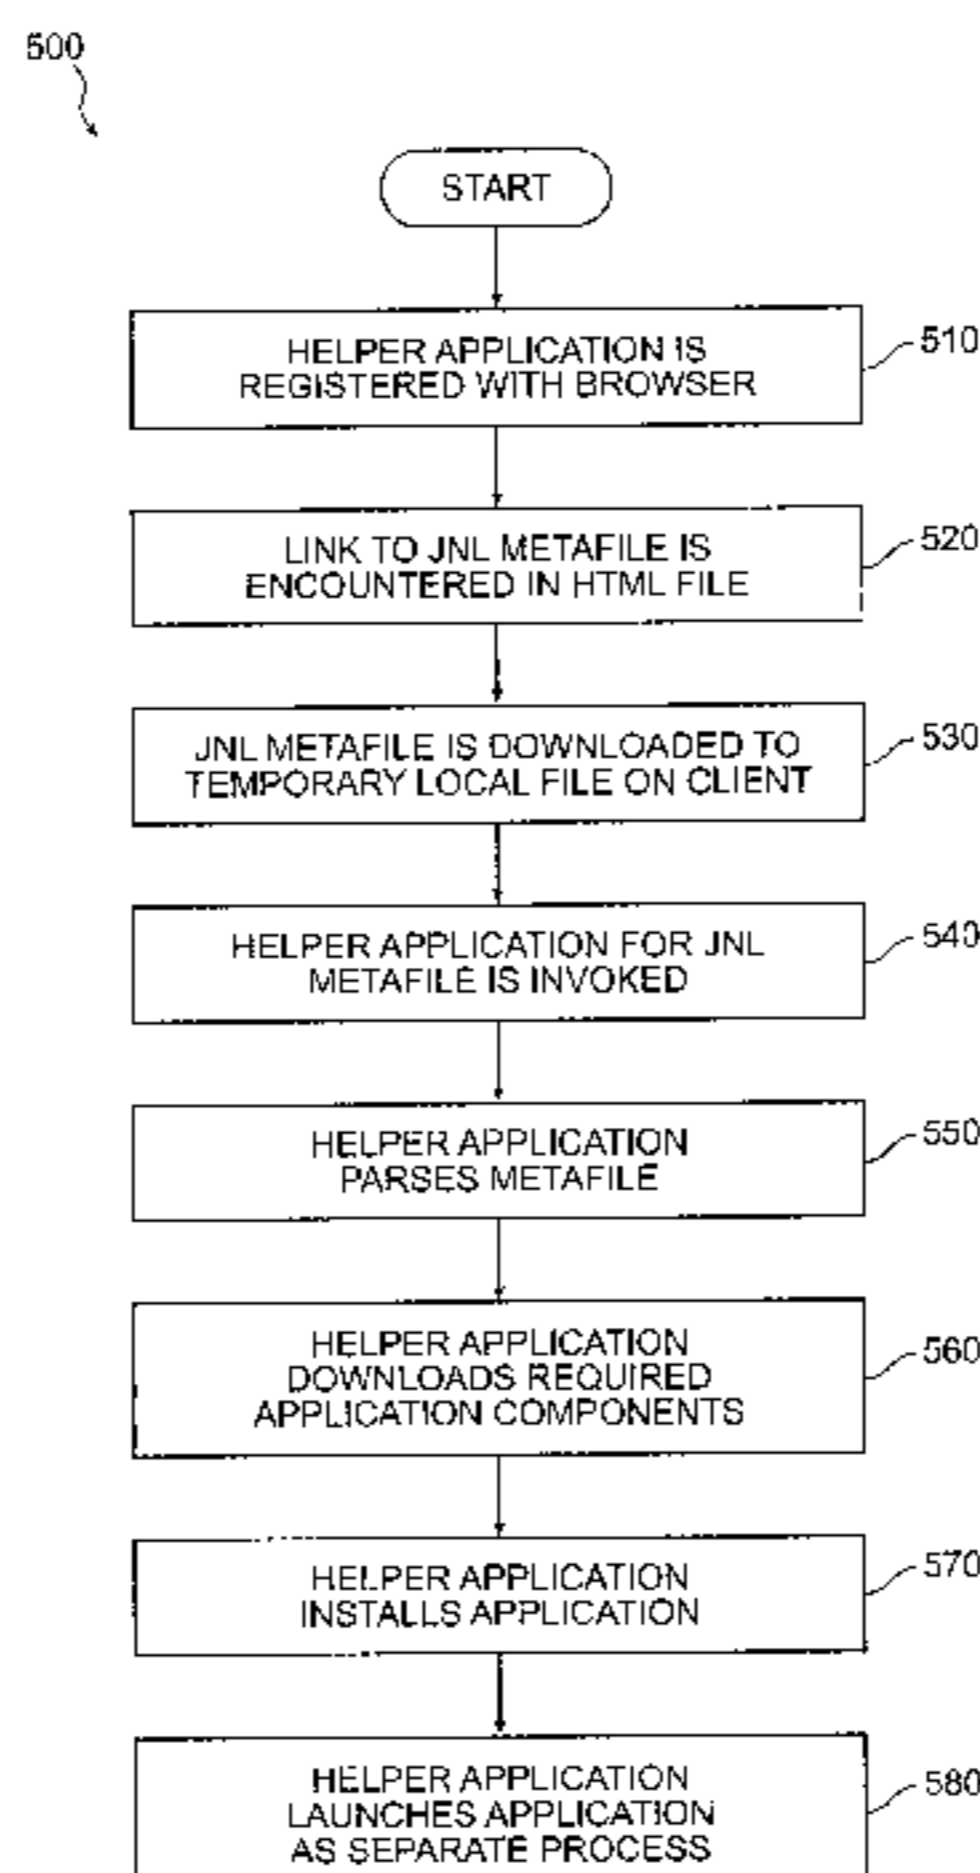 500
START
HELPER APPLICATION IS
REGISTERED WITH BROWSER
510
LINK TO JNL METAFILE IS
ENCOUNTERED IN HTML FILE
520
JNL METAFILE IS DOWNLOADED TO
TEMPORARY LOCAL FILE ON CLIENT
530
HELPER APPLICATION FOR JNL
METAFILE IS INVOKED
540
HELPER APPLICATION
PARSES METAFILE
550
HELPER APPLICATION
DOWNLOADS REQUIRED
APPLICATION COMPONENTS
560
HELPER APPLICATION
INSTALLS APPLICATION
570
HELPER APPLICATION
LAUNCHES APPLICATION
AS SEPARATE PROCESS
580